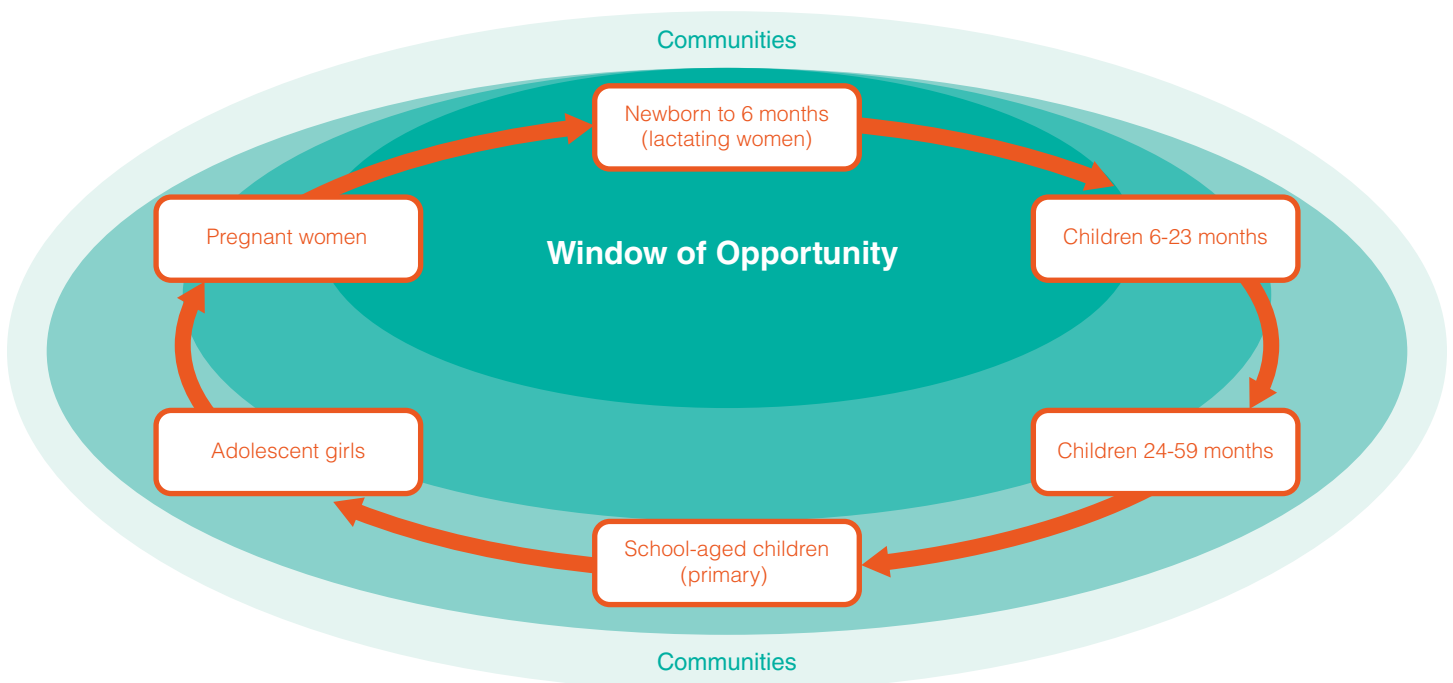 Communities
Newborn to 6 months
(lactating women)
Pregnant women
Children 6-23 months
Window of Opportunity
Adolescent girls
Children 24-59 months
School-aged children
(primary)
Communities